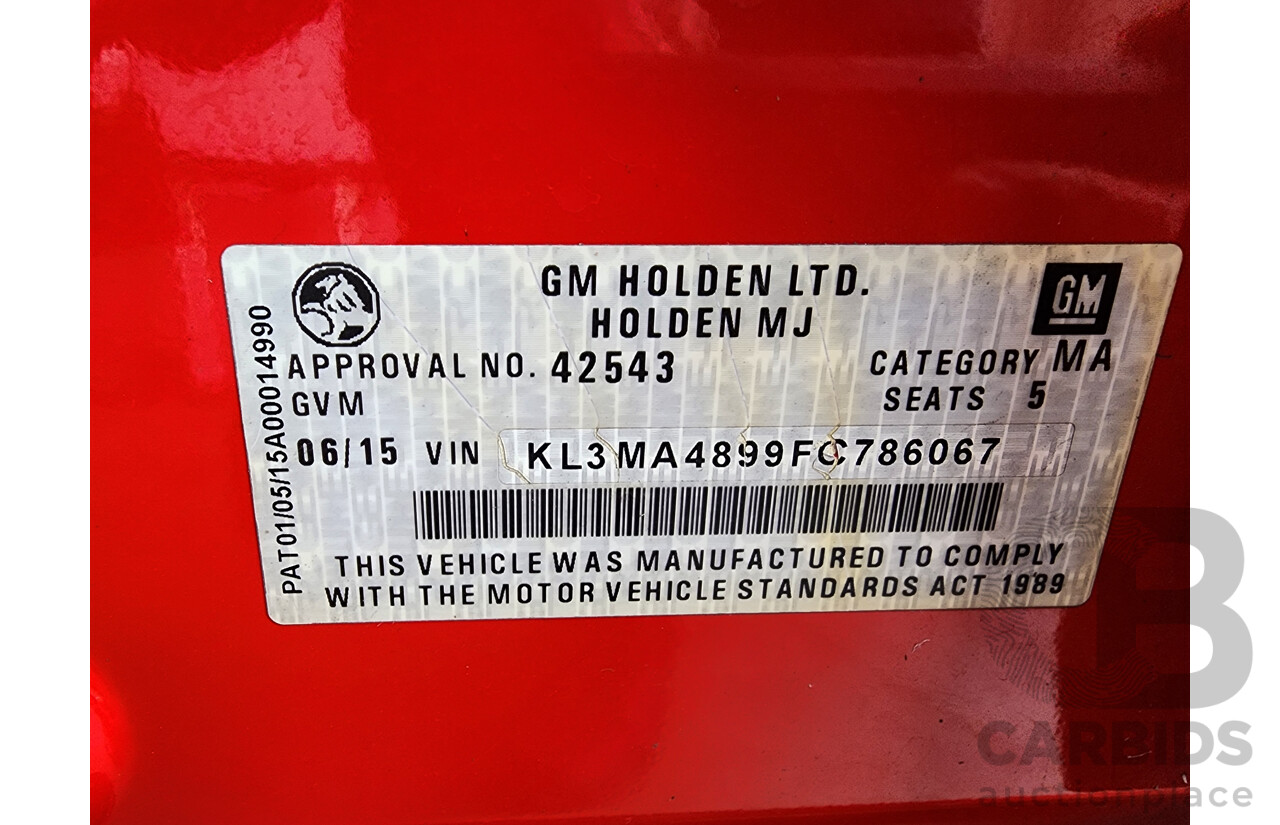 GM HOLDEN LTD.
HOLDEN MJ
GM
APPROVAL NO. 42543 CATEGORY MA
GVM SEATS 5
06/15 VIN KL3MA4899FC786067
THIS VEHICLE WAS MANUFACTURED TO COMPLY
WITH THE MOTOR VEHICLE STANDARDS ACT 1989
PAT01/05/15A00014990
B
CARBIDS
auctionplace